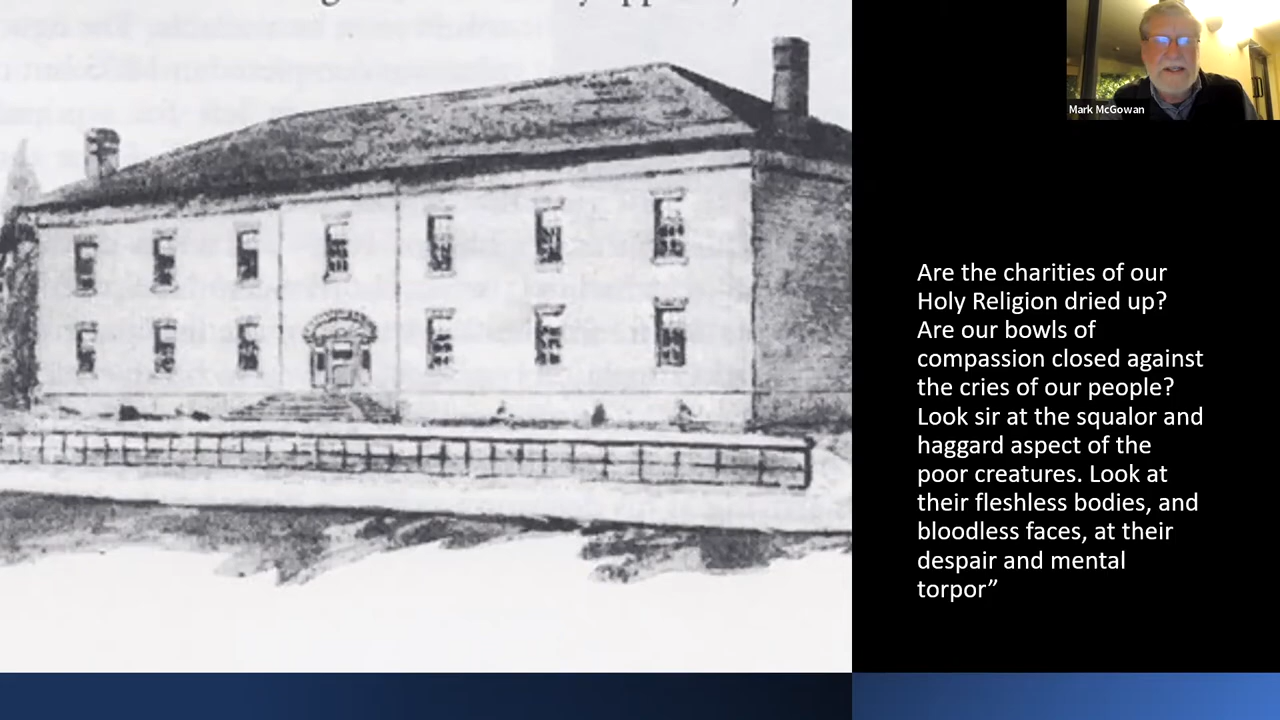 Mark McGowan
Are the charities of our
Holy Religion dried up?
Are our bowls of
compassion closed against
the cries of our people?
Look sir at the squalor and
haggard aspect of the
poor creatures. Look at
their fleshless bodies, and
bloodless faces, at their
despair and mental
torpor”